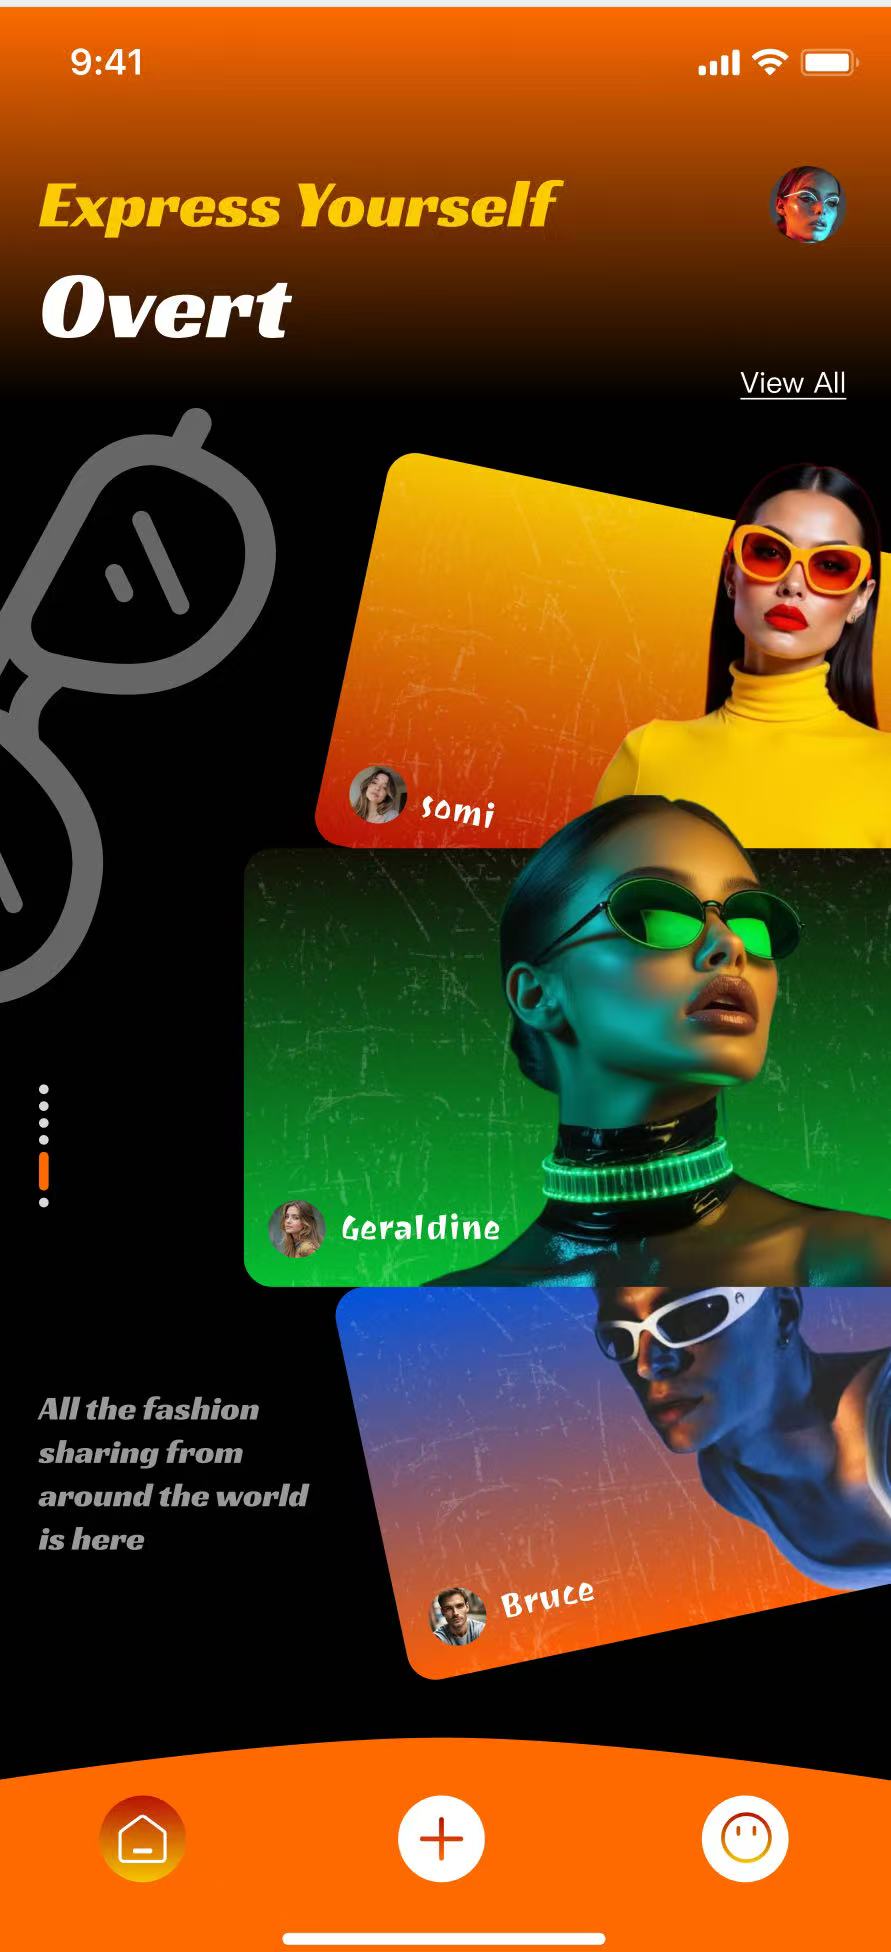 9:41
Express Yourself
Overt
View All
somi
Geraldine
All the fashion
sharing from
around the world
is here
Bruce